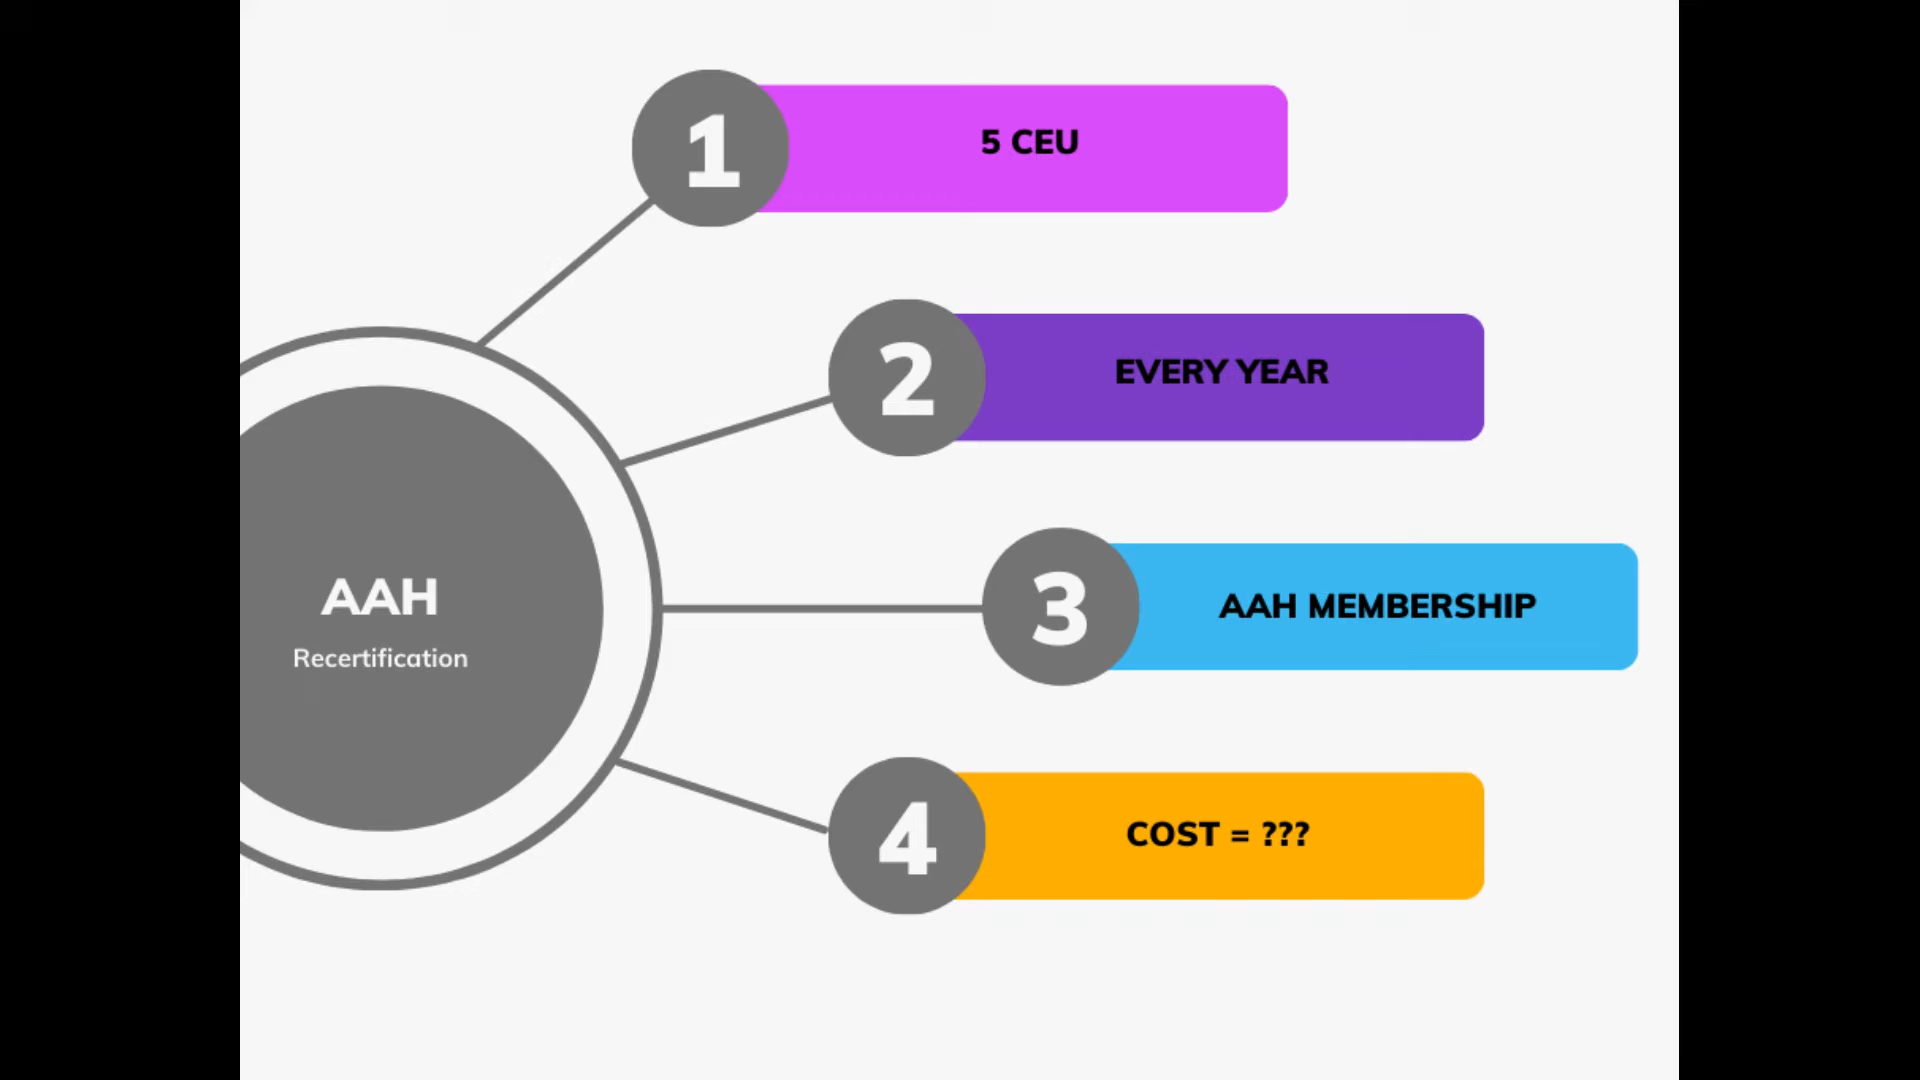 1
5 CEU
2
EVERY YEAR
AAH
Recertification
3
AAH MEMBERSHIP
4
COST = ???